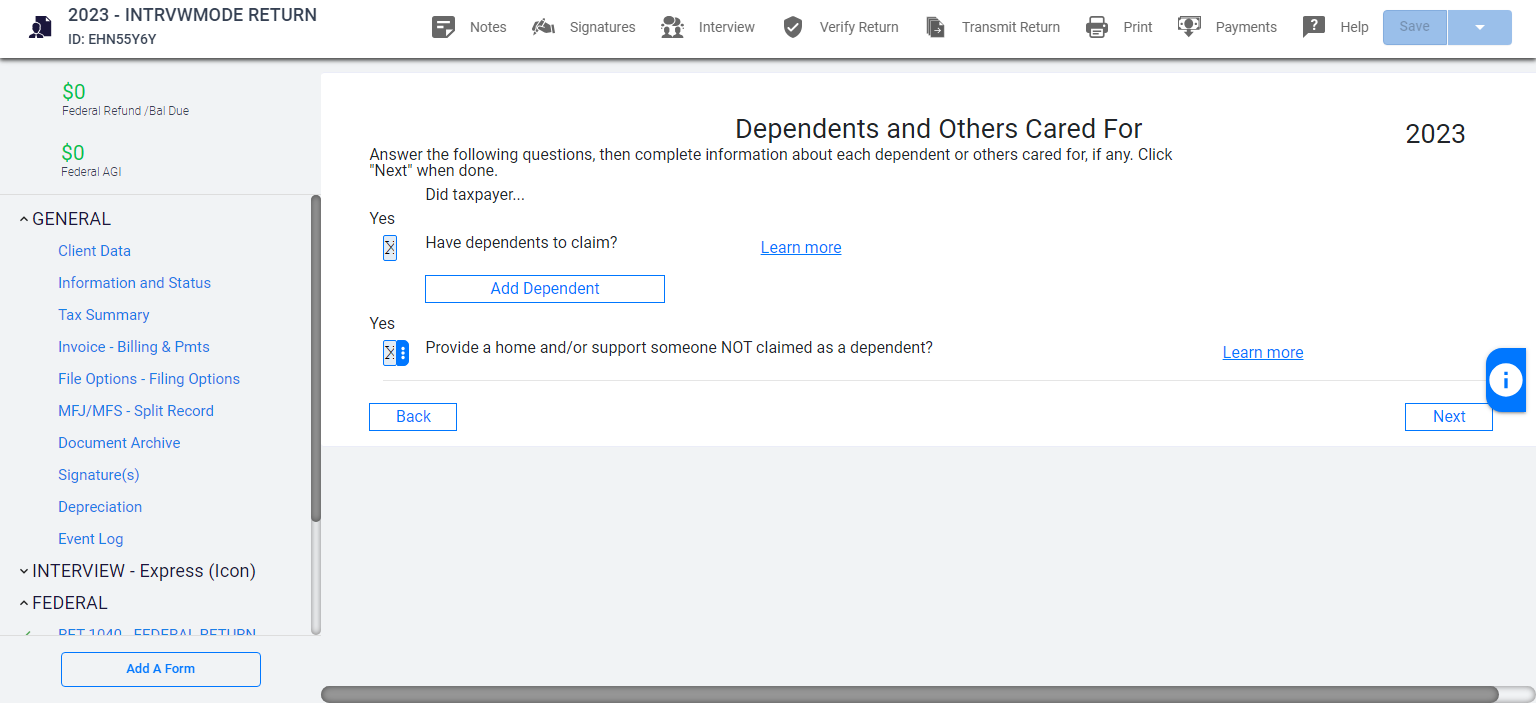 2023 - INTRVWMODE RETURN
ID: EHN55Y6Y
Notes
Signatures
Interview
Verify Return
Transmit Return
Print
Payments
Help
Save
$0
Federal Refund /Bal Due
$0
Federal AGI
GENERAL
Client Data
Information and Status
Tax Summary
Invoice - Billing & Pmts
File Options - Filing Options
MFJ/MFS - Split Record
Document Archive
Signature(s)
Depreciation
Event Log
INTERVIEW - Express (Icon)
FEDERAL
RET 1040 - FEDERAL RETURN
Add A Form
Dependents and Others Cared For
2023
Answer the following questions, then complete information about each dependent or others cared for, if any. Click
"Next" when done.
Did taxpayer...
Yes
X Have dependents to claim? Learn more
Add Dependent
Yes
X Provide a home and/or support someone NOT claimed as a dependent? Learn more
Back
Next